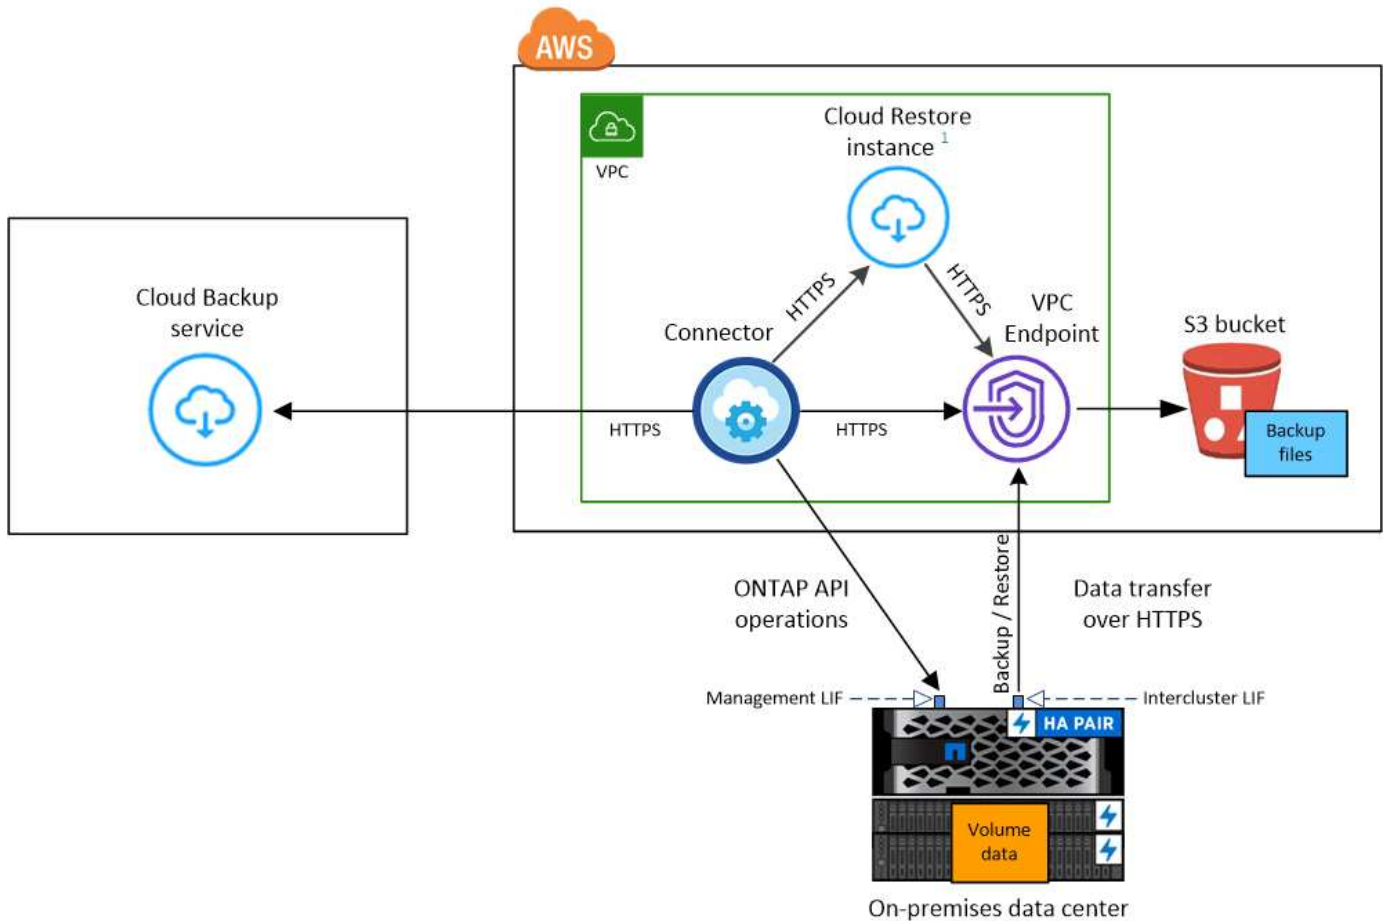 AWS
Cloud Restore
instance 1
VPC
HTTPS
HTTPS
Cloud Backup
service
Connector
VPC
Endpoint
S3 bucket
HTTPS
HTTPS
Backup
files
ONTAP API
operations
Backup / Restore
Data transfer
over HTTPS
Management LIF
Intercluster LIF
HA PAIR
Volume
data
On-premises data center